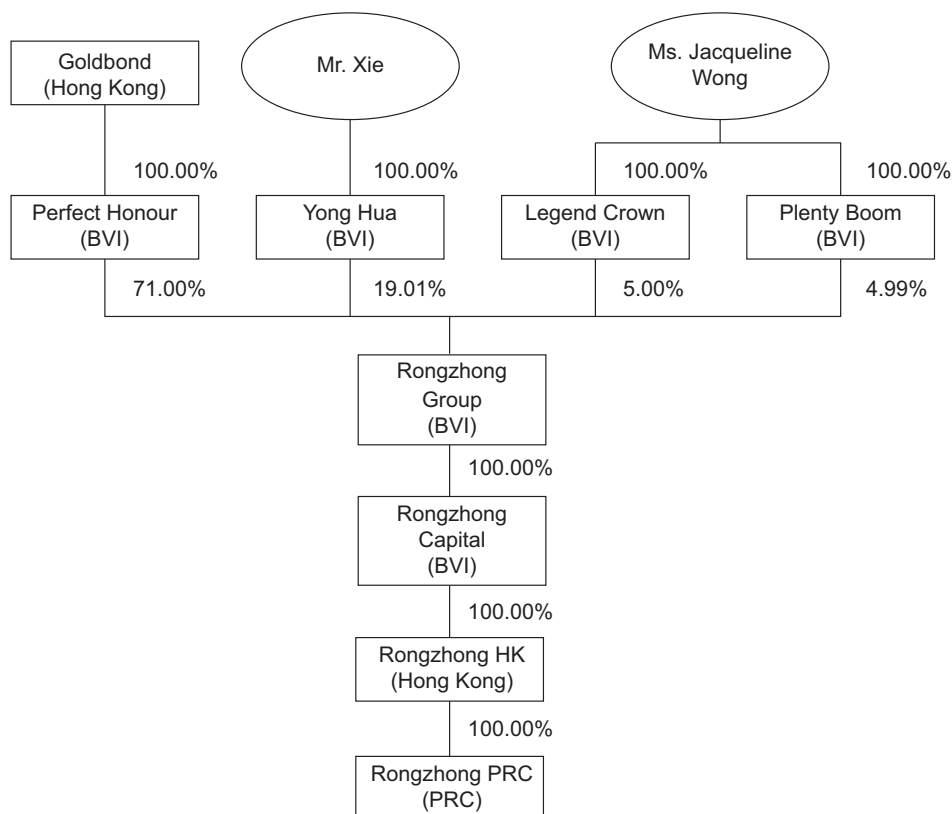 Goldbond
(Hong Kong)
Mr. Xie
Ms. Jacqueline
Wong
100.00%
100.00%
100.00%
100.00%
Perfect Honour
(BVI)
Yong Hua
(BVI)
Legend Crown
(BVI)
Plenty Boom
(BVI)
71.00%
19.01%
5.00%
4.99%
Rongzhong
Group
(BVI)
100.00%
Rongzhong
Capital
(BVI)
100.00%
Rongzhong HK
(Hong Kong)
100.00%
Rongzhong PRC
(PRC)